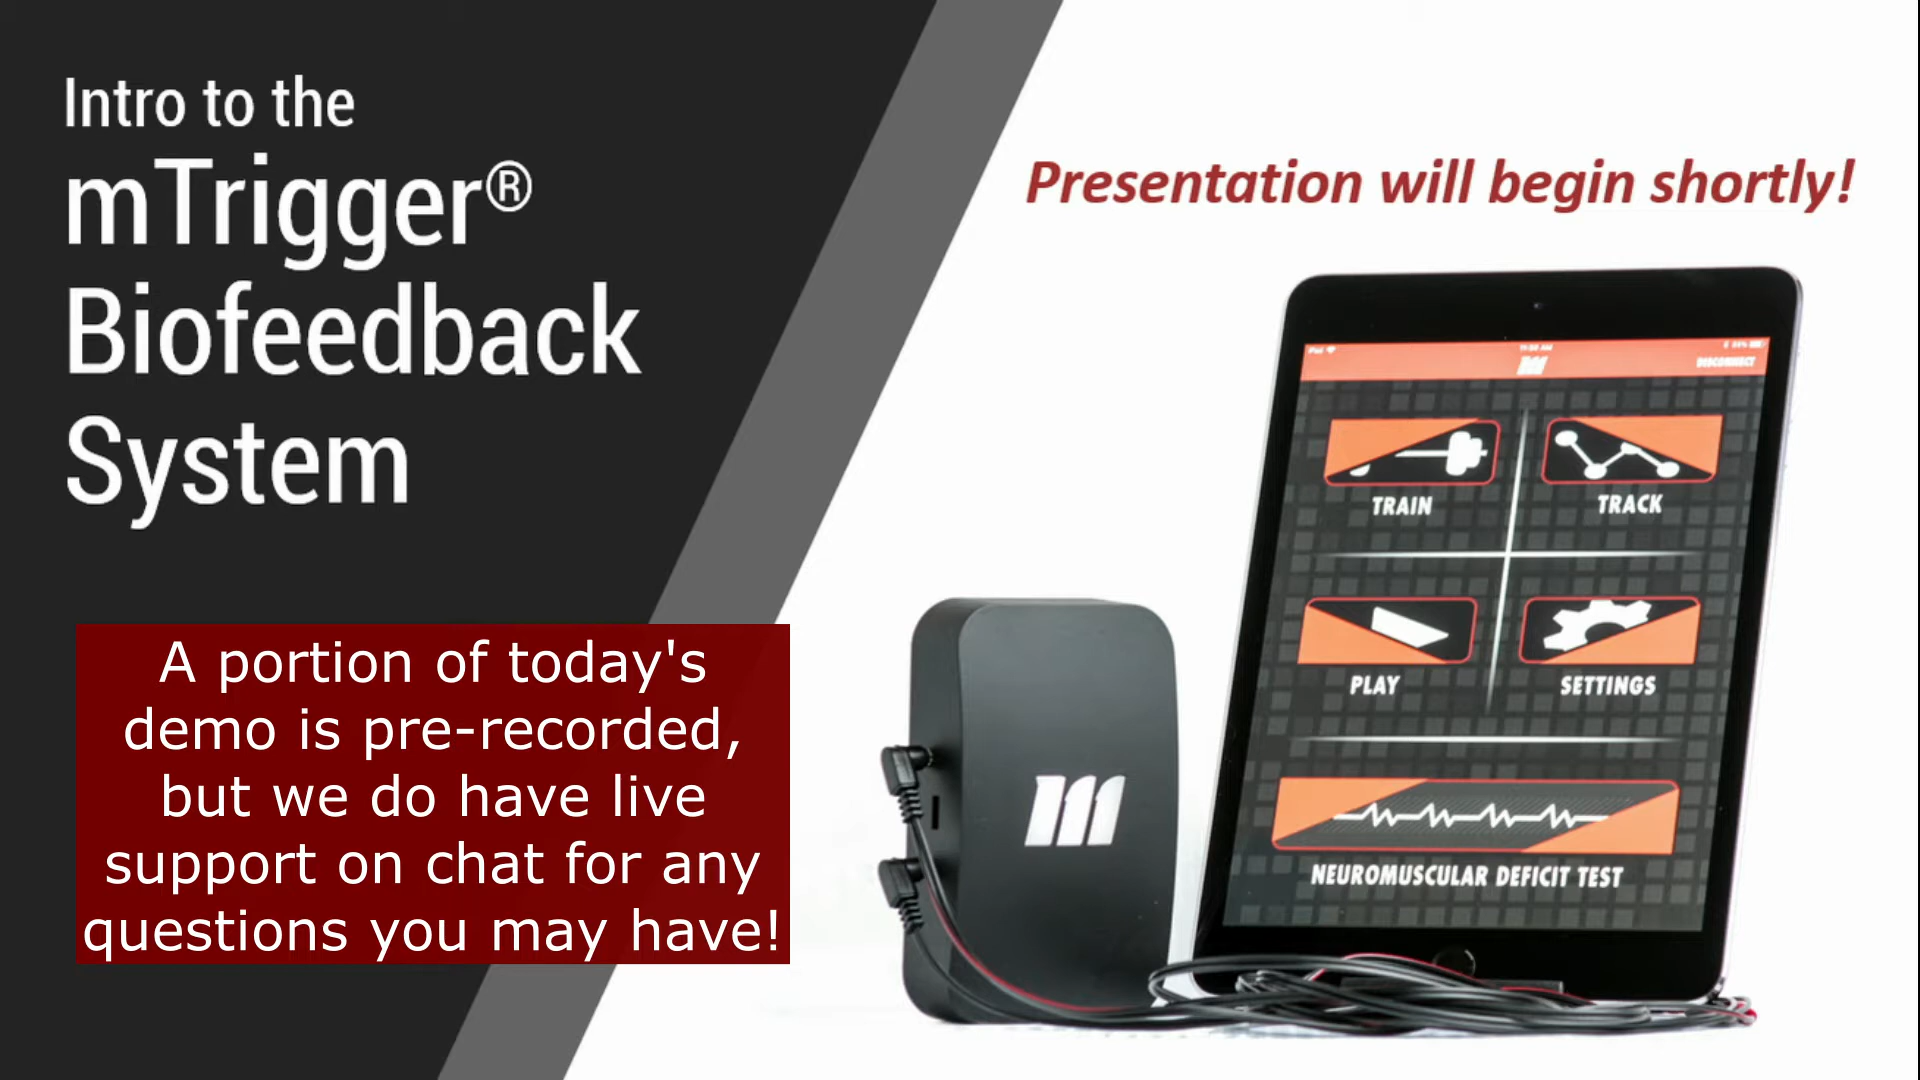 Intro to the
mTrigger®
Biofeedback
System
Presentation will begin shortly!
A portion of today's
demo is pre-recorded,
but we do have live
support on chat for any
questions you may have!
DISCONNECT
TRAIN
TRACK
PLAY
SETTINGS
NEUROMUSCULAR DEFICIT TEST